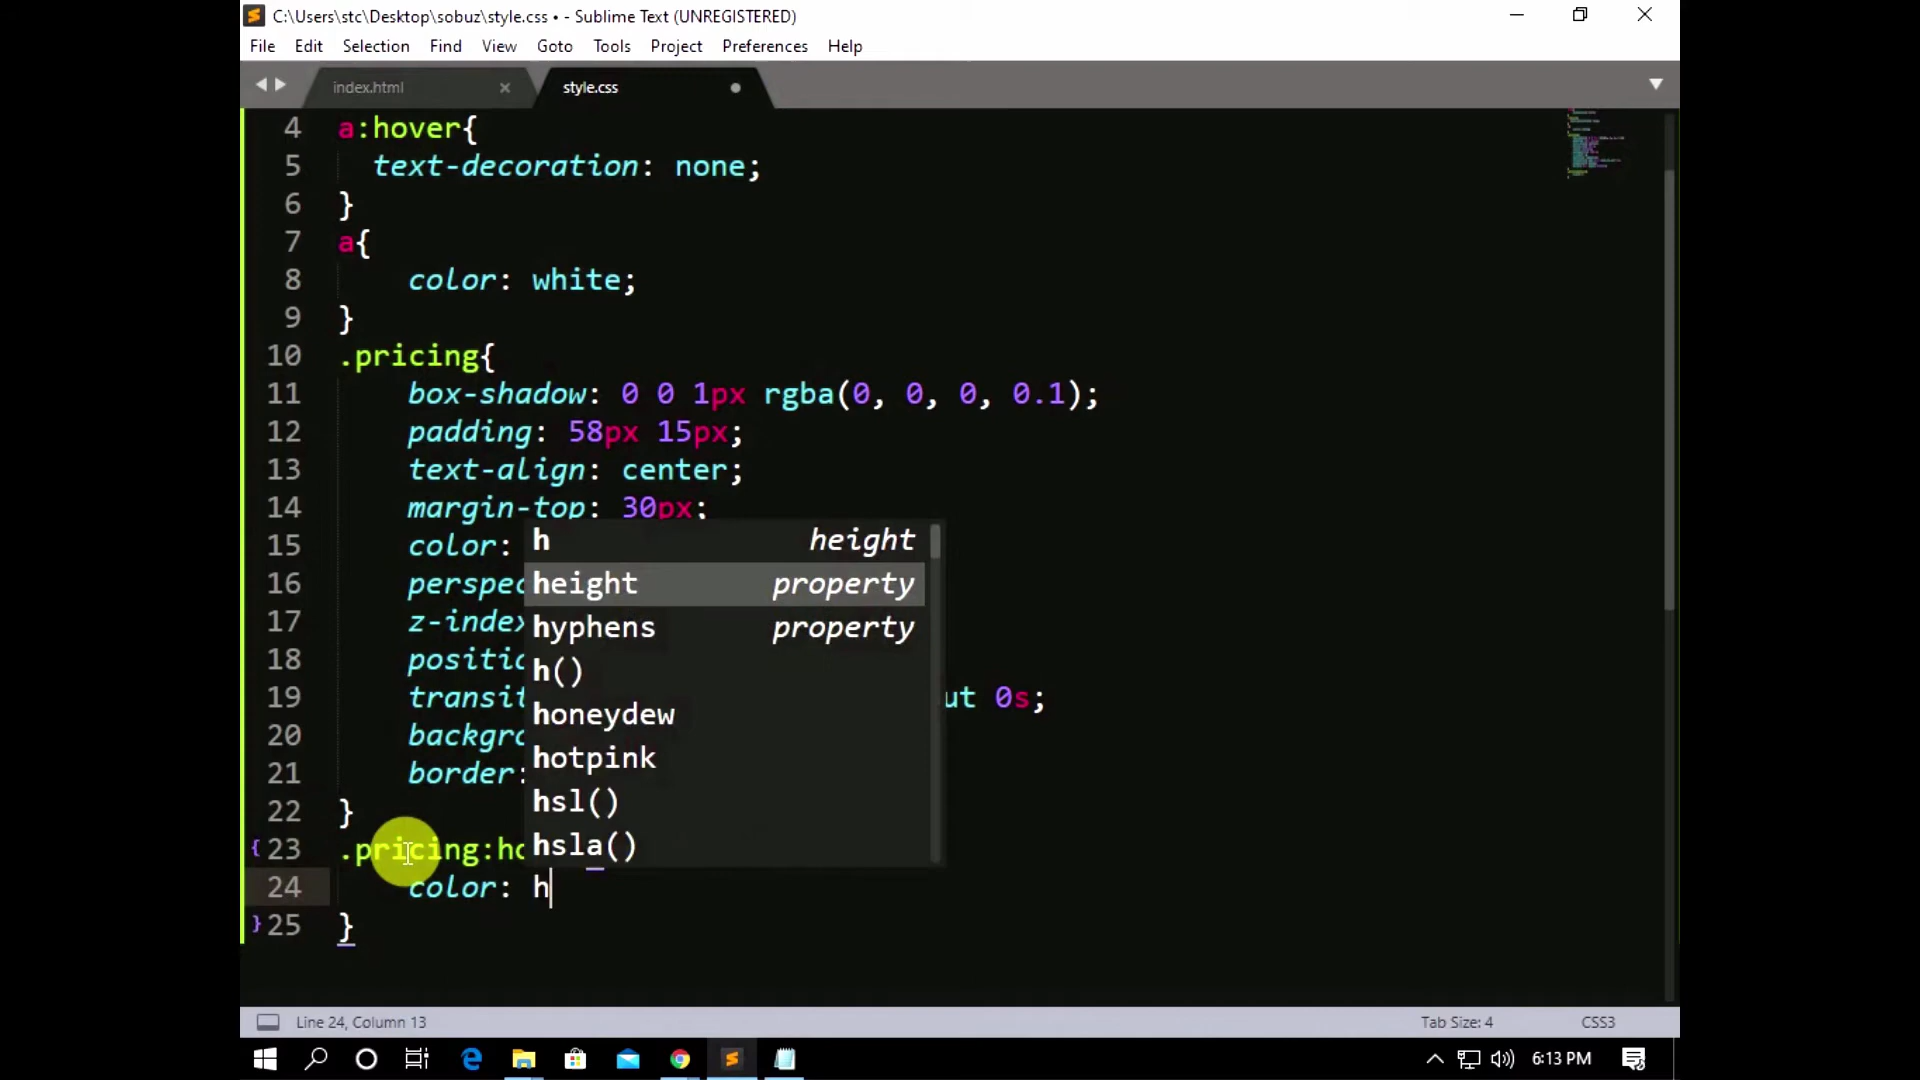 C:\Users\stc\Desktop\sobuz\style.css • - Sublime Text (UNREGISTERED)
File Edit Selection Find View Goto Tools Project Preferences Help
index.html × style.css
4 a:hover{
5 text-decoration: none;
6 }
7 a{
8 color: white;
9 }
10 .pricing{
11 box-shadow: 0 0 1px rgba(0, 0, 0, 0.1);
12 padding: 58px 15px;
13 text-align: center;
14 margin-top: 30px;
15 color:
16 perspec
17 z-index
18 positio
19 transit ut 0s;
20 backgro
21 border:
22 }
23 .pricing:ho
24 color: h
25 }
h height
height property
hyphens property
h()
honeydew
hotpink
hsl()
hsla()
Line 24, Column 13 Tab Size: 4 CSS3
6:13 PM